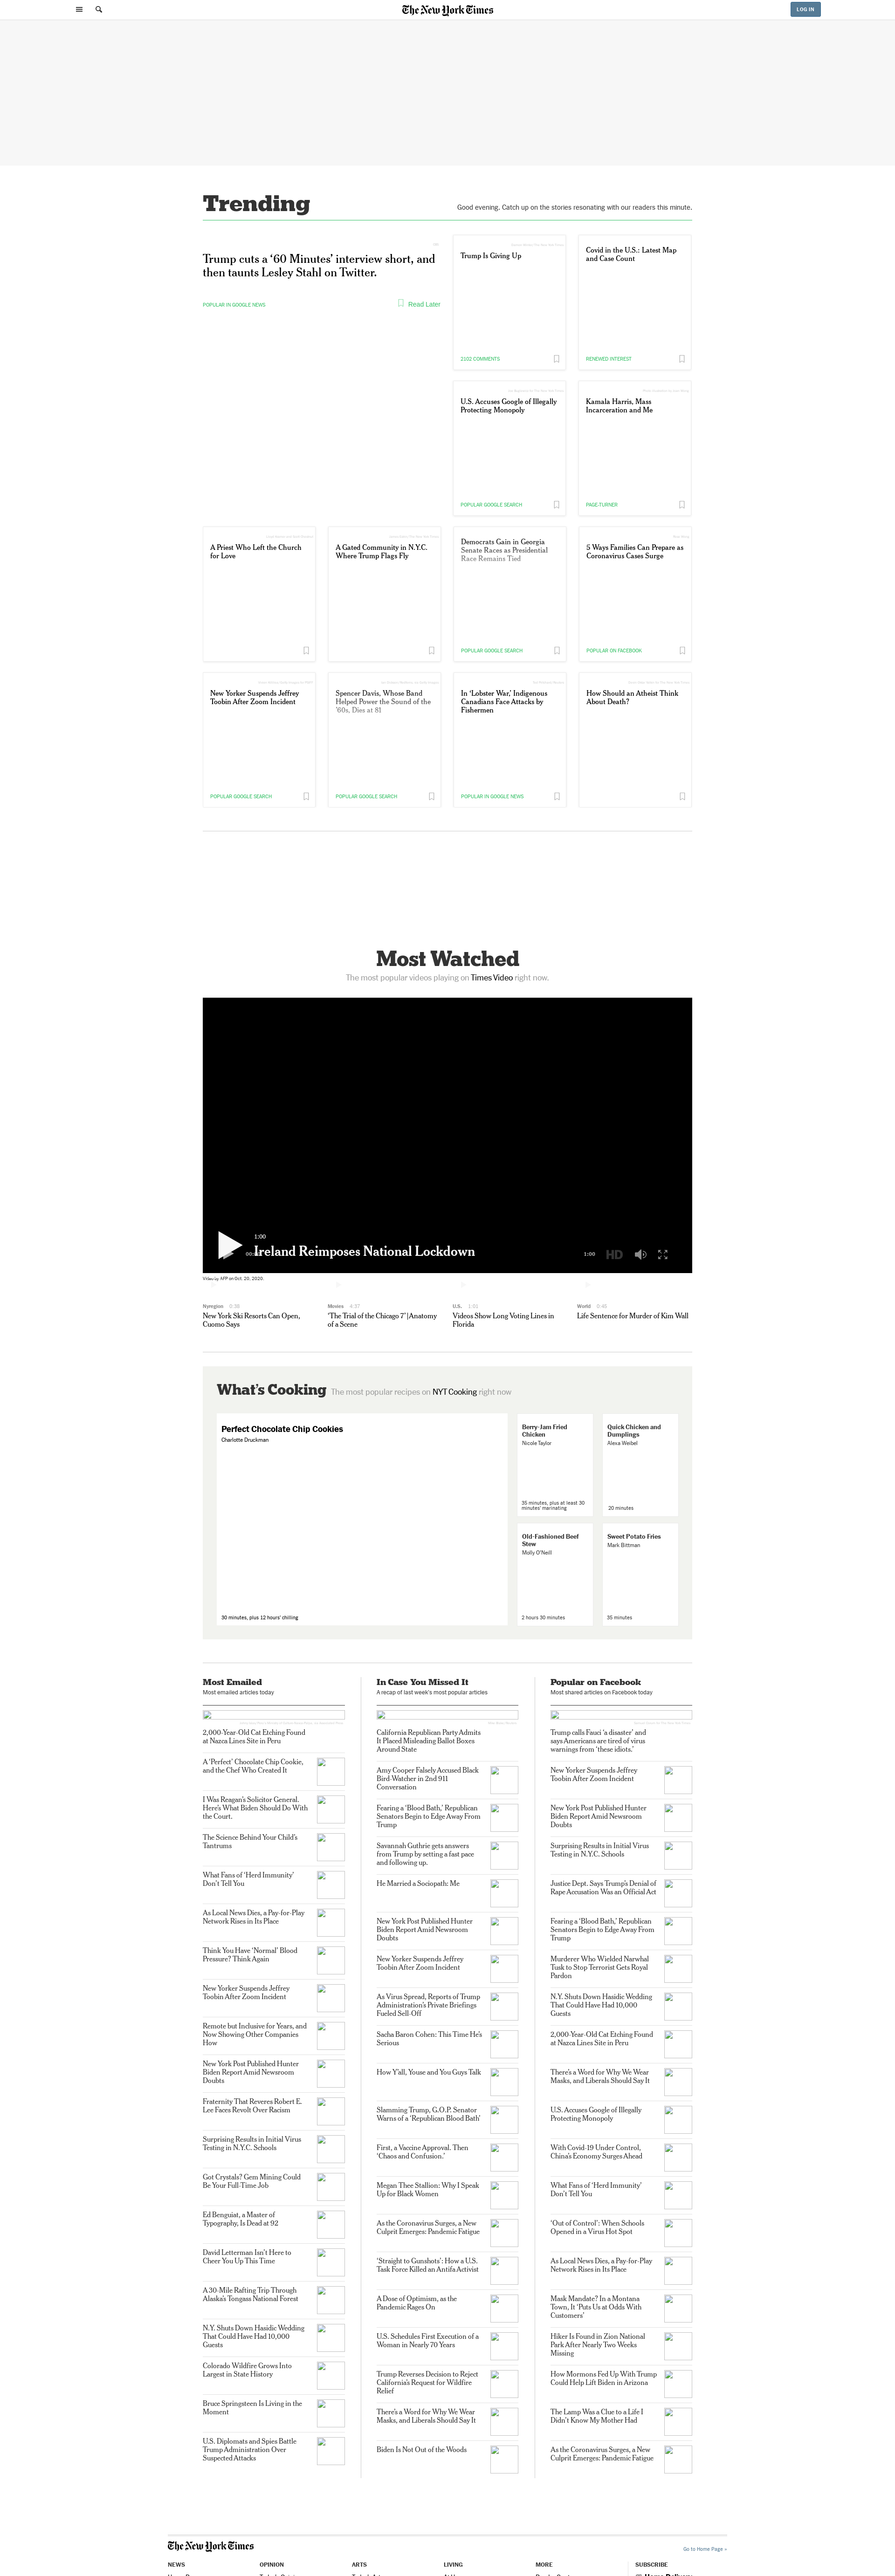 The New York Times
LOG IN
Trending
Good evening. Catch up on the stories resonating with our readers this minute.
Trump cuts a ‘60 Minutes’ interview short, and
then taunts Lesley Stahl on Twitter.
POPULAR IN GOOGLE NEWS
Read Later
Trump Is Giving Up
2102 COMMENTS
Covid in the U.S.: Latest Map
and Case Count
RENEWED INTEREST
U.S. Accuses Google of Illegally
Protecting Monopoly
POPULAR GOOGLE SEARCH
Kamala Harris, Mass
Incarceration and Me
PAGE-TURNER
A Priest Who Left the Church
for Love
A Gated Community in N.Y.C.
Where Trump Flags Fly
Democrats Gain in Georgia
Senate Races as Presidential
Race Remains Tied
POPULAR GOOGLE SEARCH
5 Ways Families Can Prepare as
Coronavirus Cases Surge
POPULAR ON FACEBOOK
New Yorker Suspends Jeffrey
Toobin After Zoom Incident
POPULAR GOOGLE SEARCH
Spencer Davis, Whose Band
Helped Power the Sound of the
’60s, Dies at 81
POPULAR GOOGLE SEARCH
In ‘Lobster War,’ Indigenous
Canadians Face Attacks by
Fishermen
POPULAR IN GOOGLE NEWS
How Should an Atheist Think
About Death?
Most Watched
The most popular videos playing on Times Video right now.
1:00
Ireland Reimposes National Lockdown
1:00
HD
Video by AFP on Oct. 20, 2020.
Nyregion 0:38
New York Ski Resorts Can Open,
Cuomo Says
Movies 4:37
‘The Trial of the Chicago 7’ | Anatomy
of a Scene
U.S. 1:01
Videos Show Long Voting Lines in
Florida
World 0:40
Life Sentence for Murder of Kim Wall
What’s Cooking The most popular recipes on NYT Cooking right now
Perfect Chocolate Chip Cookies
Charlotte Druckman
30 minutes, plus 12 hours' chilling
Berry-Jam Fried
Chicken
Nicole Taylor
35 minutes, plus at least 30
minutes' marinating
Quick Chicken and
Dumplings
Alexa Weibel
20 minutes
Old-Fashioned Beef
Stew
Molly O'Neill
2 hours 30 minutes
Sweet Potato Fries
Mark Bittman
35 minutes
Most Emailed
Most emailed articles today
2,000-Year-Old Cat Etching Found
at Nazca Lines Site in Peru
A ‘Perfect’ Chocolate Chip Cookie,
and the Chef Who Created It
I Was Reagan’s Solicitor General.
Here’s What Biden Should Do With
the Court.
The Science Behind Your Child’s
Tantrums
What Fans of ‘Herd Immunity’
Don’t Tell You
As Local News Dies, a Pay-for-Play
Network Rises in Its Place
Think You Have ‘Normal’ Blood
Pressure? Think Again
New Yorker Suspends Jeffrey
Toobin After Zoom Incident
Remote but Inclusive for Years, and
Now Showing Other Companies
How
New York Post Published Hunter
Biden Report Amid Newsroom
Doubts
Fraternity That Reveres Robert E.
Lee Faces Revolt Over Racism
Surprising Results in Initial Virus
Testing in N.Y.C. Schools
Got Crystals? Gem Mining Could
Be Your Full-Time Job
Ed Benguiat, a Master of
Typography, Is Dead at 92
David Letterman Isn’t Here to
Cheer You Up This Time
A 30-Mile Rafting Trip Through
Alaska’s Tongass National Forest
N.Y. Shuts Down Hasidic Wedding
That Could Have Had 10,000
Guests
Colorado Wildfire Grows Into
Largest in State History
Bruce Springsteen Is Living in the
Moment
U.S. Diplomats and Spies Battle
Trump Administration Over
Suspected Attacks
In Case You Missed It
A recap of last week’s most popular articles
California Republican Party Admits
It Placed Misleading Ballot Boxes
Around State
Amy Cooper Falsely Accused Black
Bird-Watcher in 2nd 911
Conversation
Fearing a ‘Blood Bath,’ Republican
Senators Begin to Edge Away From
Trump
Savannah Guthrie gets answers
from Trump by setting a fast pace
and following up.
He Married a Sociopath: Me
New York Post Published Hunter
Biden Report Amid Newsroom
Doubts
New Yorker Suspends Jeffrey
Toobin After Zoom Incident
As Virus Spread, Reports of Trump
Administration’s Private Briefings
Fueled Sell-Off
Sacha Baron Cohen: This Time He’s
Serious
How Y’all, Youse and You Guys Talk
Slamming Trump, G.O.P. Senator
Warns of a ‘Republican Blood Bath’
First, a Vaccine Approval. Then
‘Chaos and Confusion.’
Megan Thee Stallion: Why I Speak
Up for Black Women
As the Coronavirus Surges, a New
Culprit Emerges: Pandemic Fatigue
‘Straight to Gunshots’: How a U.S.
Task Force Killed an Antifa Activist
A Dose of Optimism, as the
Pandemic Rages On
U.S. Schedules First Execution of a
Woman in Nearly 70 Years
Trump Reverses Decision to Reject
California’s Request for Wildfire
Relief
There’s a Word for Why We Wear
Masks, and Liberals Should Say It
Biden Is Not Out of the Woods
Popular on Facebook
Most shared articles on Facebook today
Trump calls Fauci ‘a disaster’ and
says Americans are tired of virus
warnings from ‘these idiots.’
New Yorker Suspends Jeffrey
Toobin After Zoom Incident
New York Post Published Hunter
Biden Report Amid Newsroom
Doubts
Surprising Results in Initial Virus
Testing in N.Y.C. Schools
Justice Dept. Says Trump’s Denial of
Rape Accusation Was an Official Act
Fearing a ‘Blood Bath,’ Republican
Senators Begin to Edge Away From
Trump
Murderer Who Wielded Narwhal
Tusk to Stop Terrorist Gets Royal
Pardon
N.Y. Shuts Down Hasidic Wedding
That Could Have Had 10,000
Guests
2,000-Year-Old Cat Etching Found
at Nazca Lines Site in Peru
There’s a Word for Why We Wear
Masks, and Liberals Should Say It
U.S. Accuses Google of Illegally
Protecting Monopoly
With Covid-19 Under Control,
China’s Economy Surges Ahead
What Fans of ‘Herd Immunity’
Don’t Tell You
‘Out of Control’: When Schools
Opened in a Virus Hot Spot
As Local News Dies, a Pay-for-Play
Network Rises in Its Place
Mask Mandate? In a Montana
Town, It ‘Puts Us at Odds With
Customers’
Hiker Is Found in Zion National
Park After Nearly Two Weeks
Missing
How Mormons Fed Up With Trump
Could Help Lift Biden in Arizona
The Lamp Was a Clue to a Life I
Didn’t Know My Mother Had
As the Coronavirus Surges, a New
Culprit Emerges: Pandemic Fatigue
The New York Times
Go to Home Page »
NEWS
OPINION
ARTS
LIVING
MORE
SUBSCRIBE